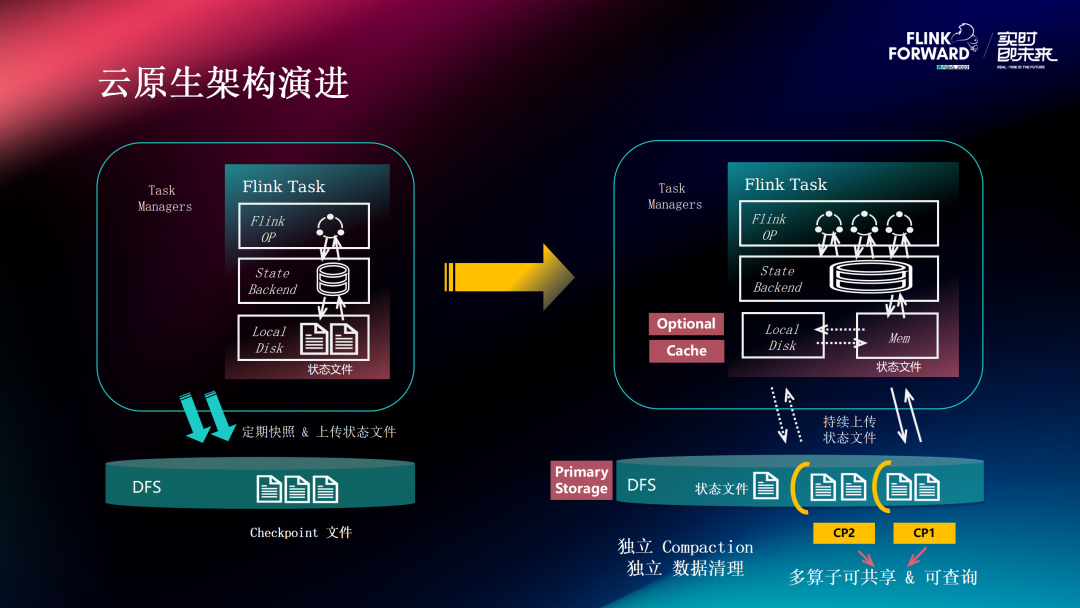 FLINK
FORWARD
实时
即未来
REAL-TIME IS THE FUTURE
云原生架构演进
Task
Managers
Flink Task
Flink
OP
State
Backend
Local
Disk
状态文件
定期快照 & 上传状态文件
DFS
Checkpoint 文件
Task
Managers
Flink Task
Flink
OP
State
Backend
Optional
Cache
Local
Disk
Mem
状态文件
持续上传
状态文件
Primary
Storage
DFS
状态文件
CP2
CP1
独立 Compaction
独立 数据清理
多算子可共享 & 可查询